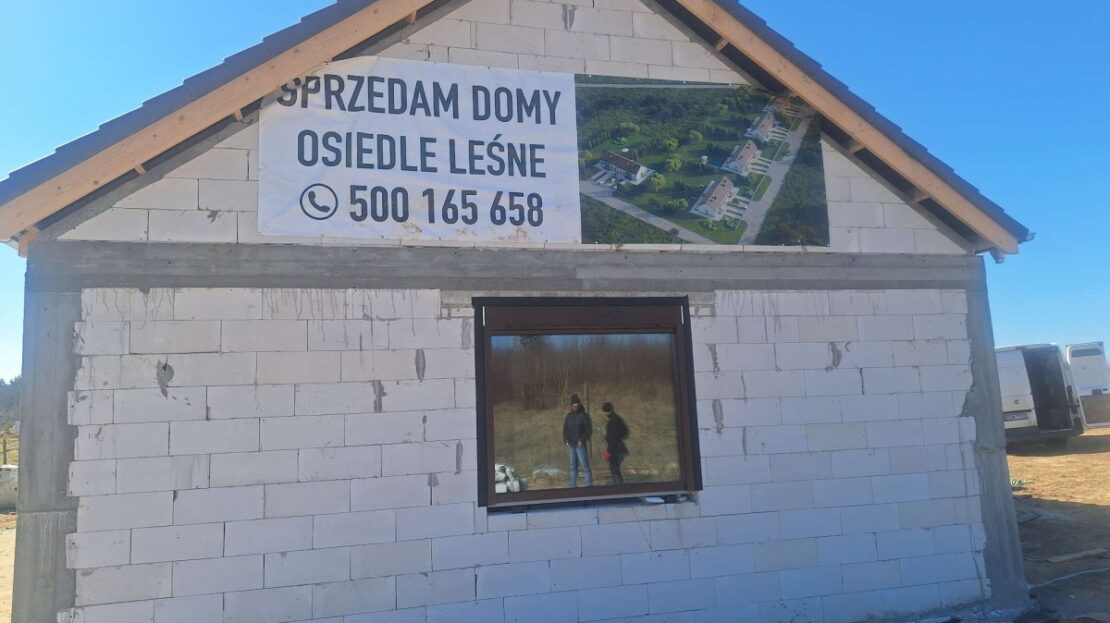 SPRZEDAM DOMY
OSIEDLE LEŚNE
500 165 658